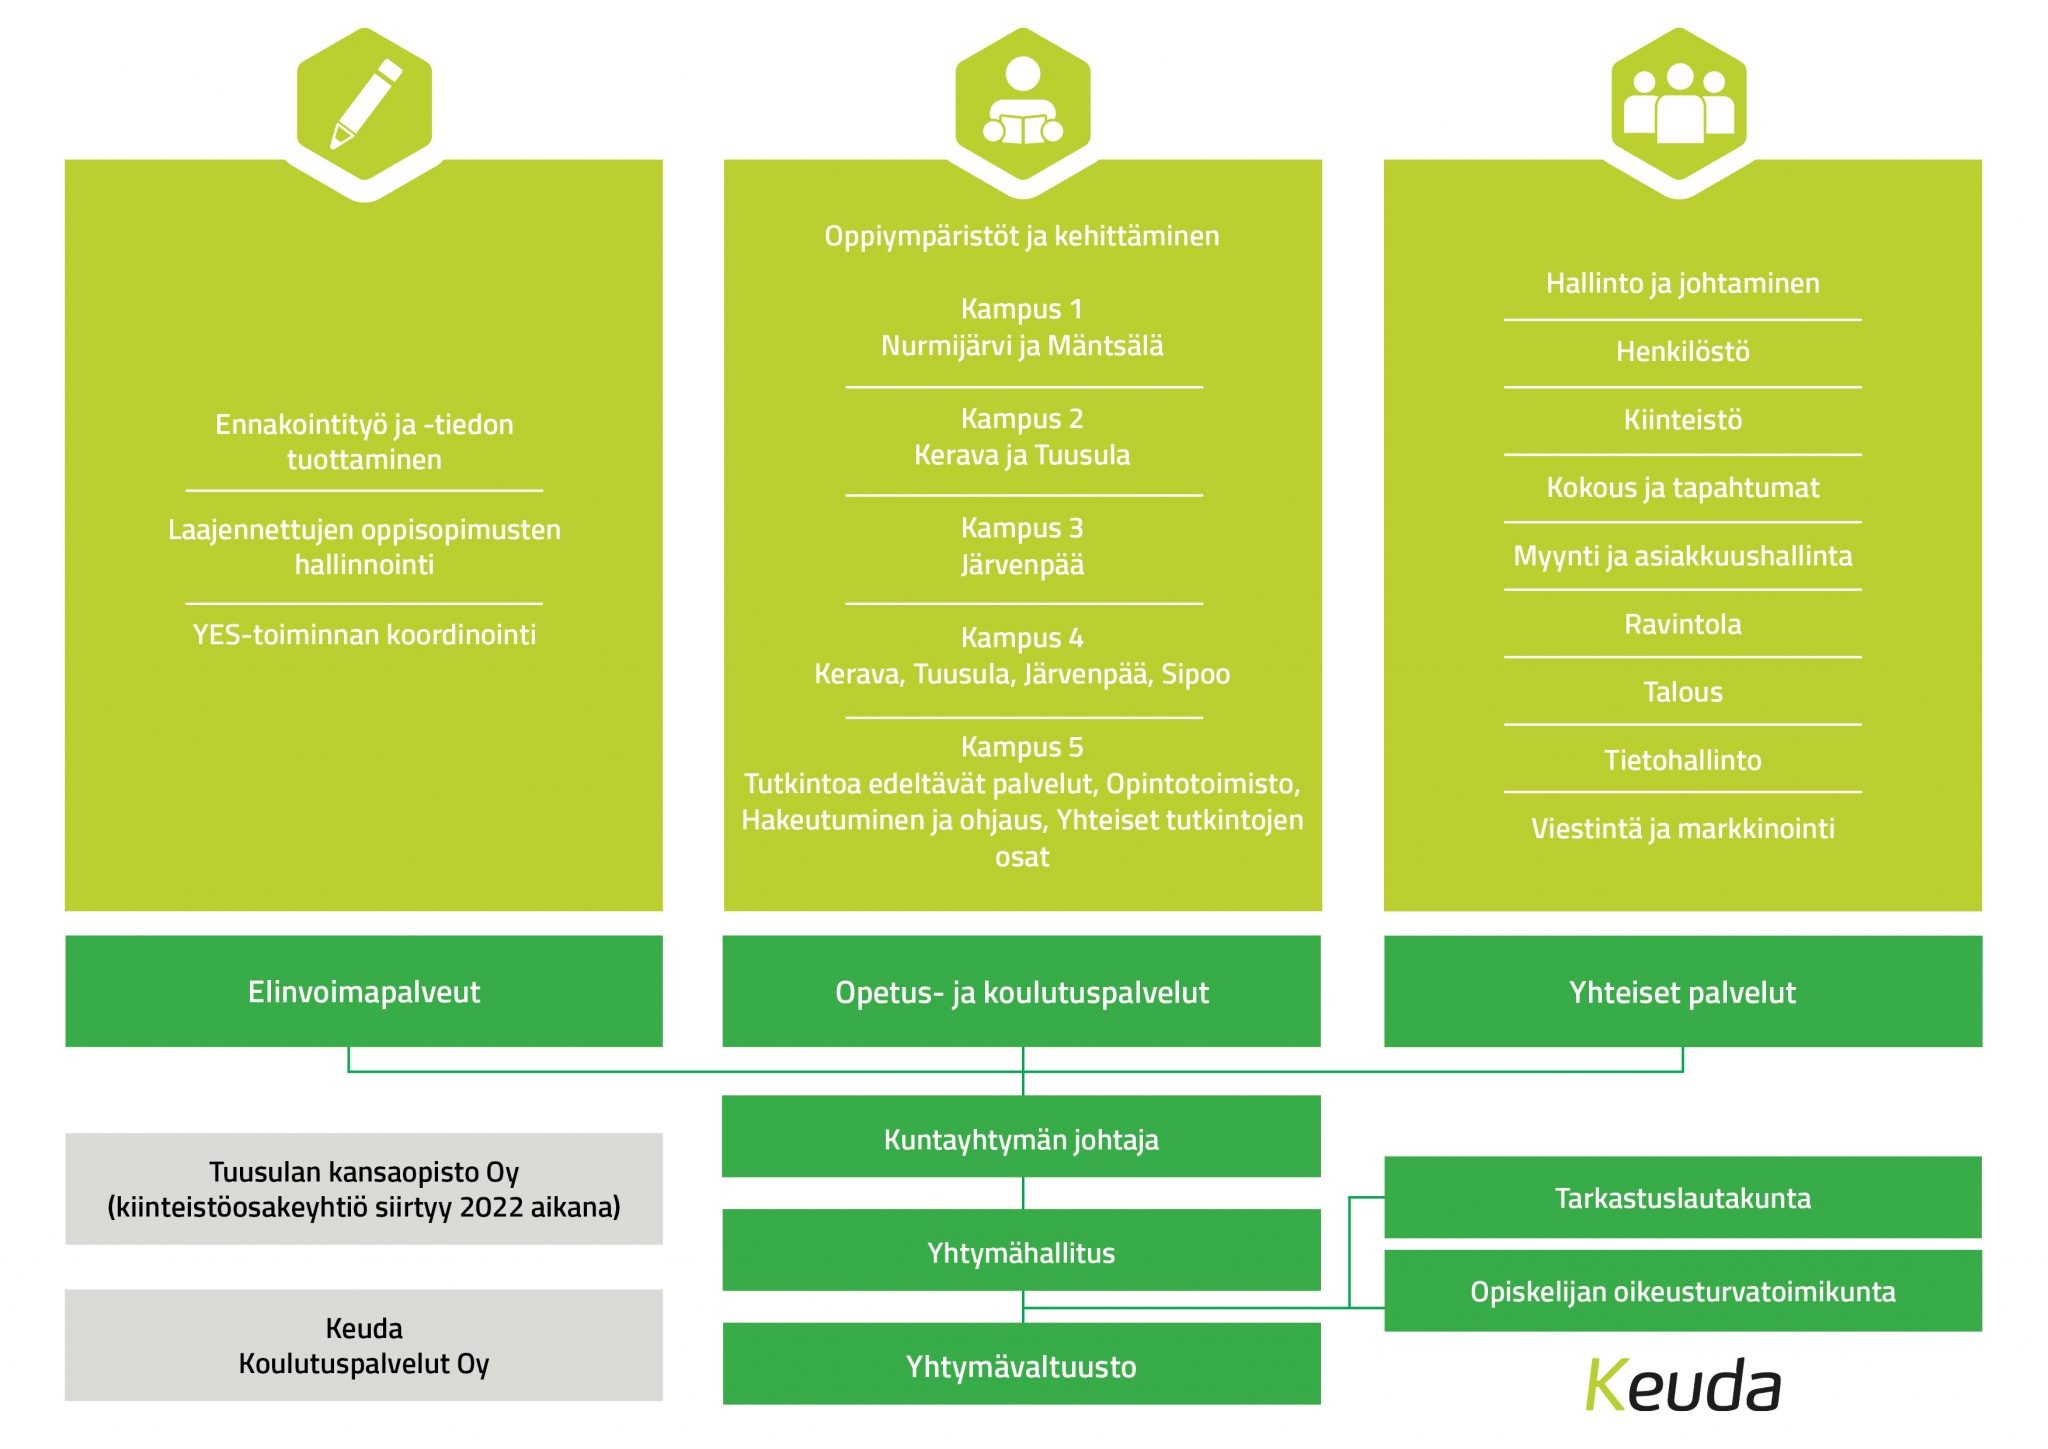 Ennakointityö ja -tiedon
tuottaminen
Laajennettujen oppisopimusten
hallinnointi
YES-toiminnan koordinointi
Elinvoimapalveut
Oppiympäristöt ja kehittäminen
Kampus 1
Nurmijärvi ja Mäntsälä
Kampus 2
Kerava ja Tuusula
Kampus 3
Järvenpää
Kampus 4
Kerava, Tuusula, Järvenpää, Sipoo
Kampus 5
Tutkintoa edeltävät palvelut, Opintotoimisto,
Hakeutuminen ja ohjaus, Yhteiset tutkintojen
osat
Opetus- ja koulutuspalvelut
Hallinto ja johtaminen
Henkilöstö
Kiinteistö
Kokous ja tapahtumat
Myynti ja asiakkuushallinta
Ravintola
Talous
Tietohallinto
Viestintä ja markkinointi
Yhteiset palvelut
Kuntayhtymän johtaja
Yhtymähallitus
Yhtymävaltuusto
Tarkastuslautakunta
Opiskelijan oikeusturvatoimikunta
Tuusulan kansaopisto Oy
(kiinteistöosakeyhtiö siirtyy 2022 aikana)
Keuda
Koulutuspalvelut Oy
Keuda